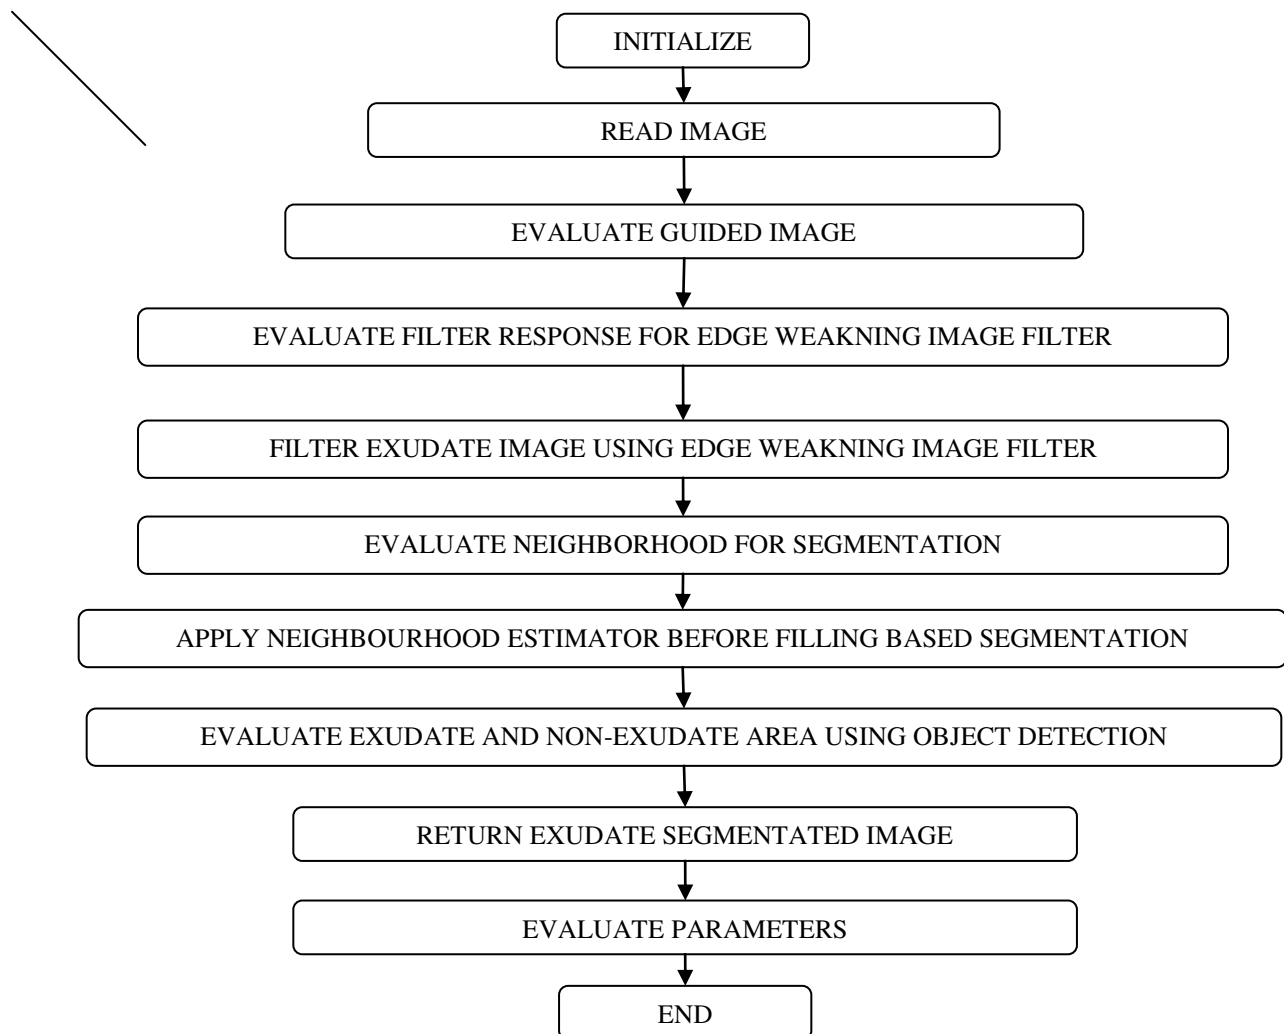 INITIALIZE
READ IMAGE
EVALUATE GUIDED IMAGE
EVALUATE FILTER RESPONSE FOR EDGE WEAKNING IMAGE FILTER
FILTER EXUDATE IMAGE USING EDGE WEAKNING IMAGE FILTER
EVALUATE NEIGHBORHOOD FOR SEGMENTATION
APPLY NEIGHBOURHOOD ESTIMATOR BEFORE FILLING BASED SEGMENTATION
EVALUATE EXUDATE AND NON-EXUDATE AREA USING OBJECT DETECTION
RETURN EXUDATE SEGMENTATED IMAGE
EVALUATE PARAMETERS
END